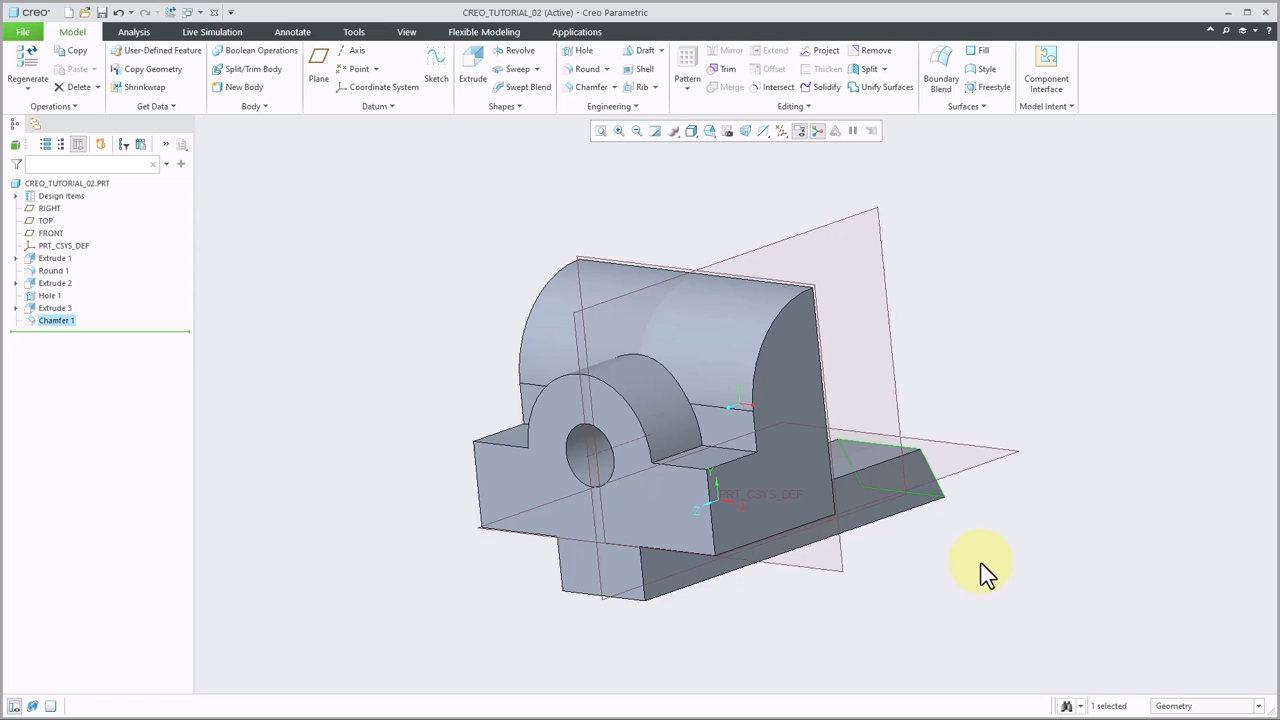 creo CREO_TUTORIAL_02 (Active) - Creo Parametric
File Model Analysis Live Simulation Annotate Tools View Flexible Modeling Applications
Regenerate Copy Paste Delete Operations
User-Defined Feature Copy Geometry Shrinkwrap Get Data
Boolean Operations Split/Trim Body New Body Body
Plane Axis Point Coordinate System Sketch Datum
Extrude Revolve Sweep Swept Blend Shapes
Hole Round Chamfer Draft Shell Rib Engineering
Pattern Mirror Trim Merge Extend Offset Intersect Project Thicken Solidify Remove Split Unify Surfaces Editing
Boundary Blend Fill Style Freestyle Surfaces
Component Interface Model Intent
CREO_TUTORIAL_02.PRT
Design Items
RIGHT
TOP
FRONT
PRT_CSYS_DEF
Extrude 1
Round 1
Extrude 2
Hole 1
Extrude 3
Chamfer 1
PRT_CSYS_DEF
Z
1 selected Geometry